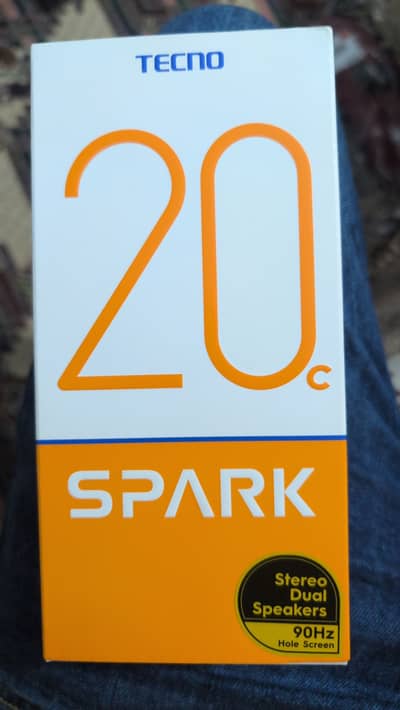 TECNO
20c
SPARK
Stereo
Dual
Speakers
90Hz
Hole Screen